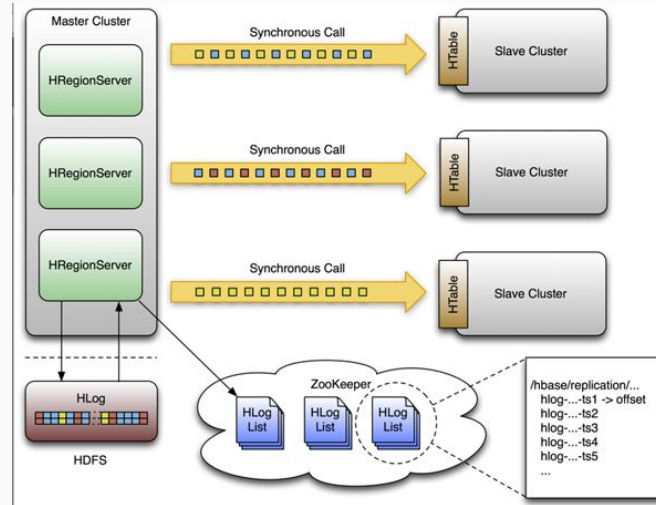 Master Cluster
HRegionServer
HRegionServer
HRegionServer
Synchronous Call
HTable
Slave Cluster
Synchronous Call
HTable
Slave Cluster
Synchronous Call
HTable
Slave Cluster
HLog
HDFS
ZooKeeper
HLog
List
HLog
List
HLog
List
/hbase/replication/...
hlog-...-ts1 -> offset
hlog-...-ts2
hlog-...-ts3
hlog-...-ts4
hlog-...-ts5
...